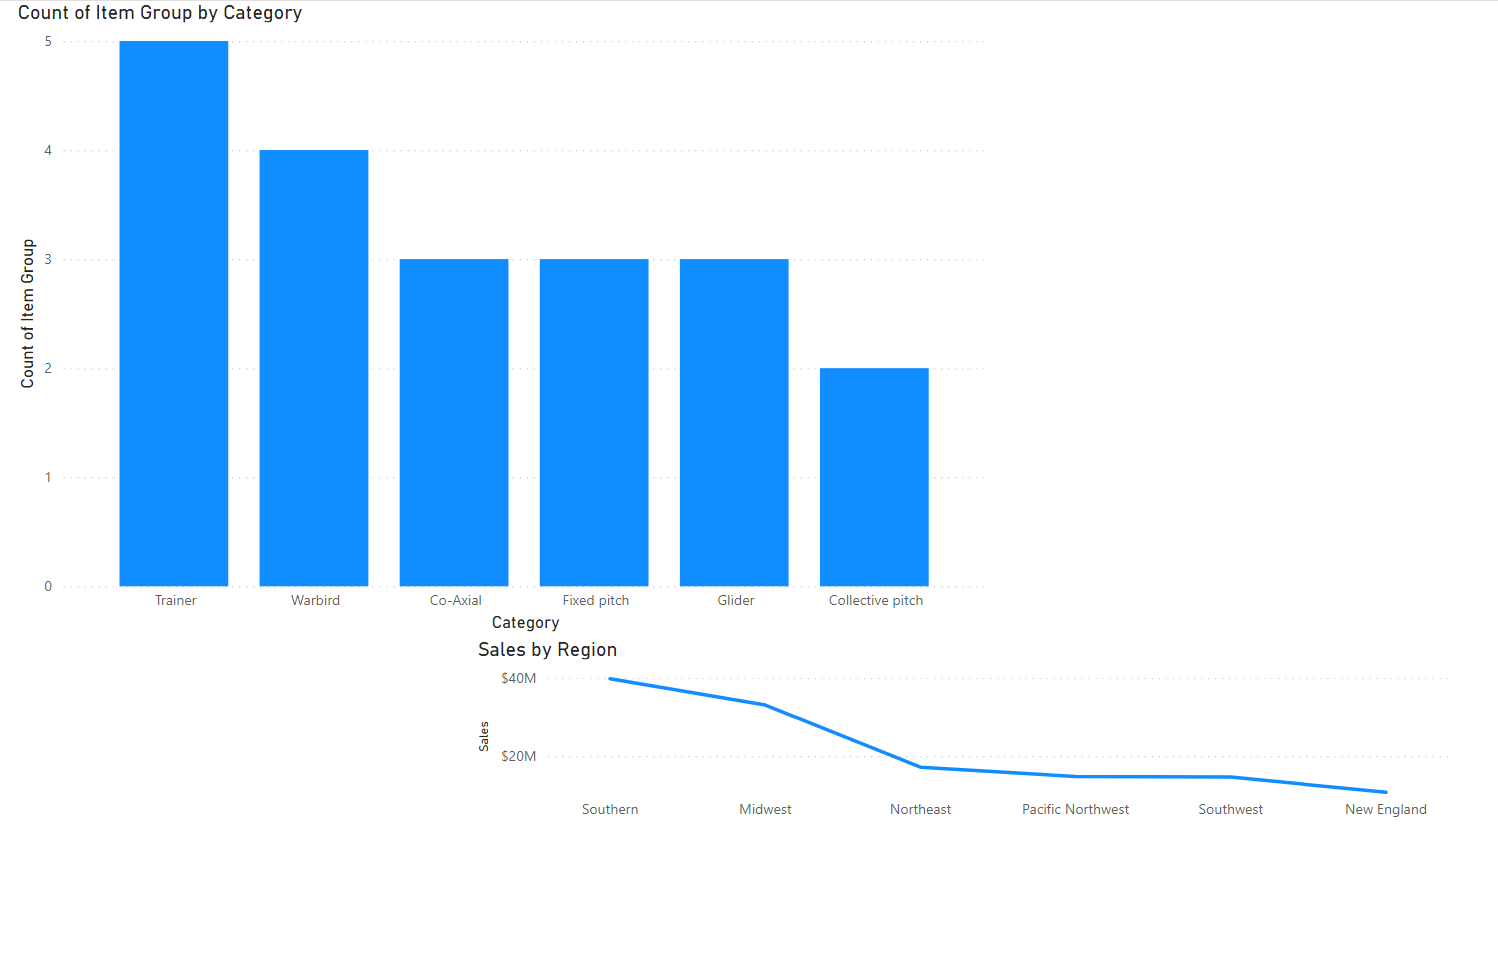 Count of Item Group by Category
Count of Item Group
5
4
3
2
1
0
Trainer Warbird Co-Axial Fixed pitch Glider Collective pitch
Category
Sales by Region
Sales
$40M
$20M
Southern Midwest Northeast Pacific Northwest Southwest New England